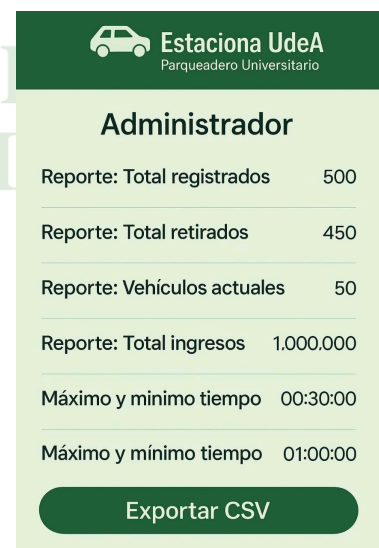 Estaciona UdeA
Parqueadero Universitario
Administrador
Reporte: Total registrados 500
Reporte: Total retirados 450
Reporte: Vehículos actuales 50
Reporte: Total ingresos 1,000,000
Máximo y minimo tiempo 00:30:00
Máximo y mínimo tiempo 01:00:00
Exportar CSV